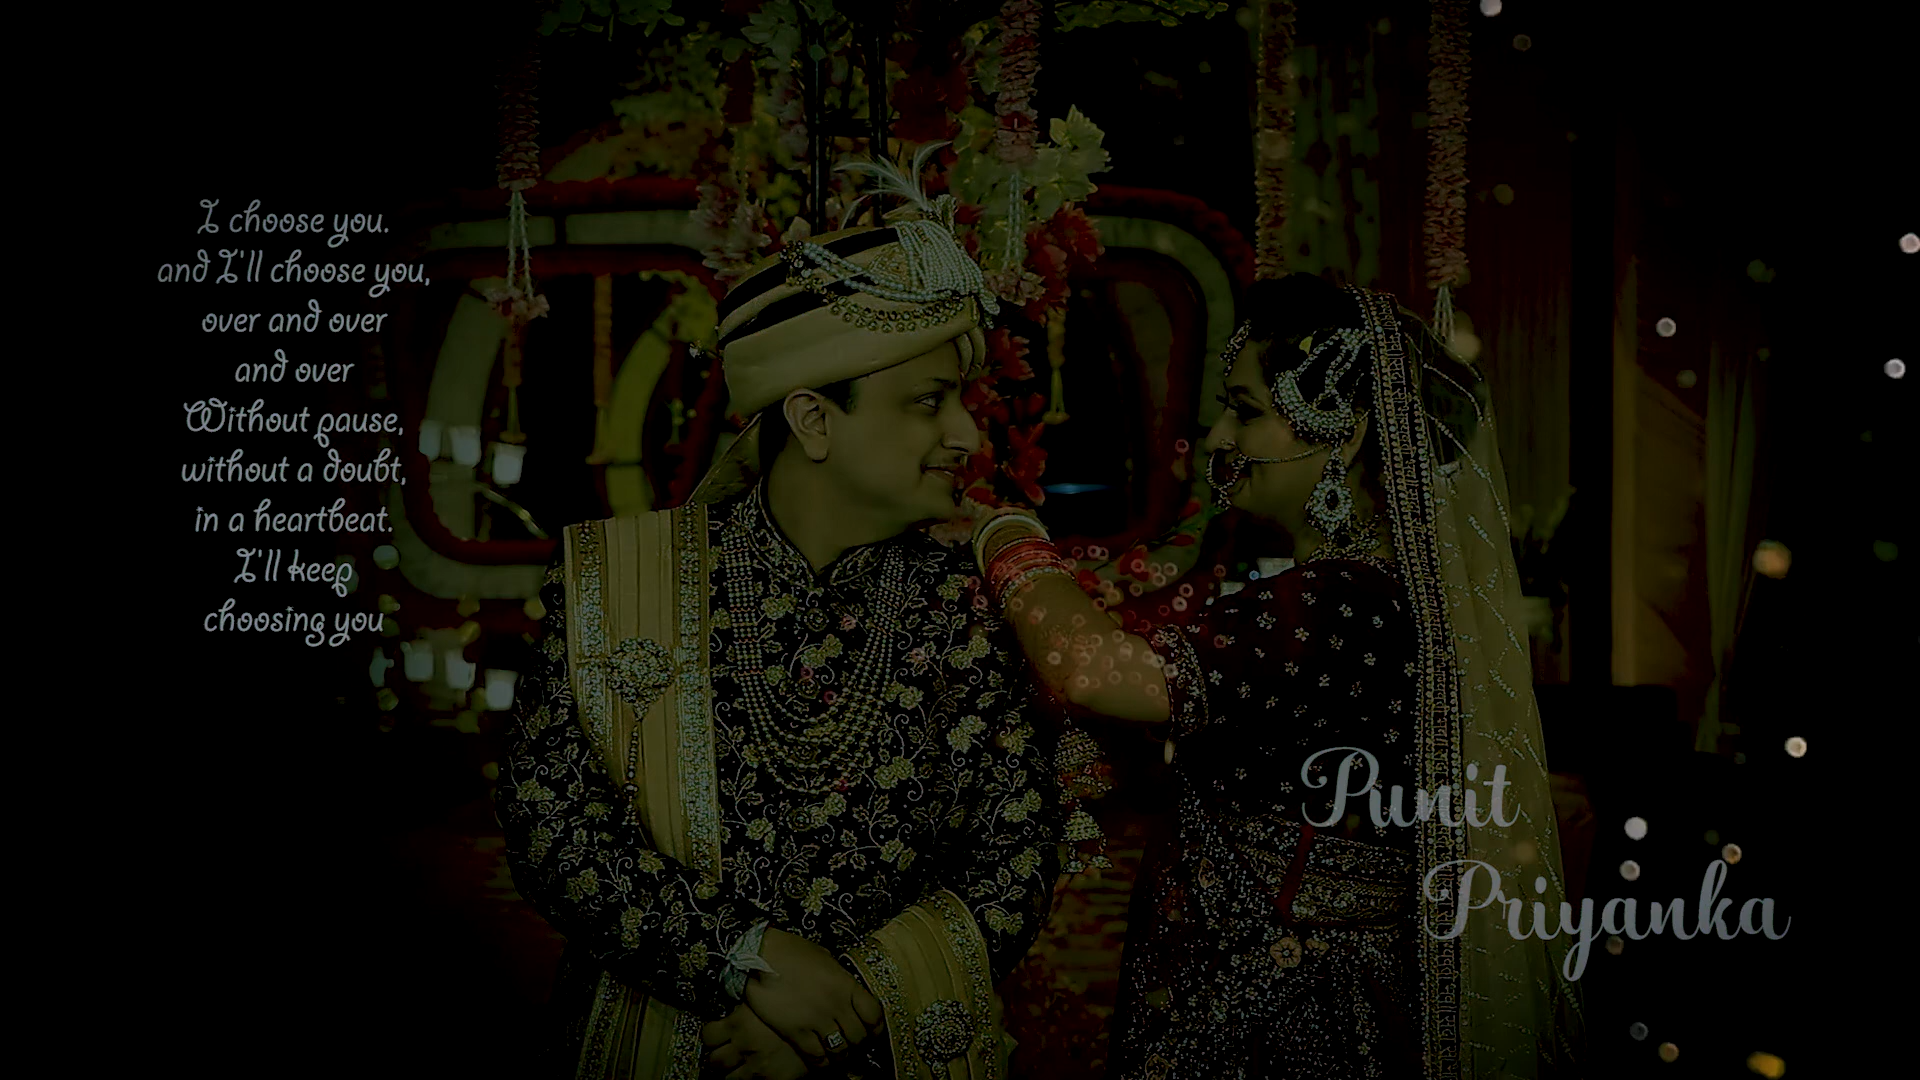 I choose you.
and I'll choose you,
over and over
and over
Without pause,
without a doubt,
in a heartbeat.
I'll keep
choosing you
Punit
Priyanka